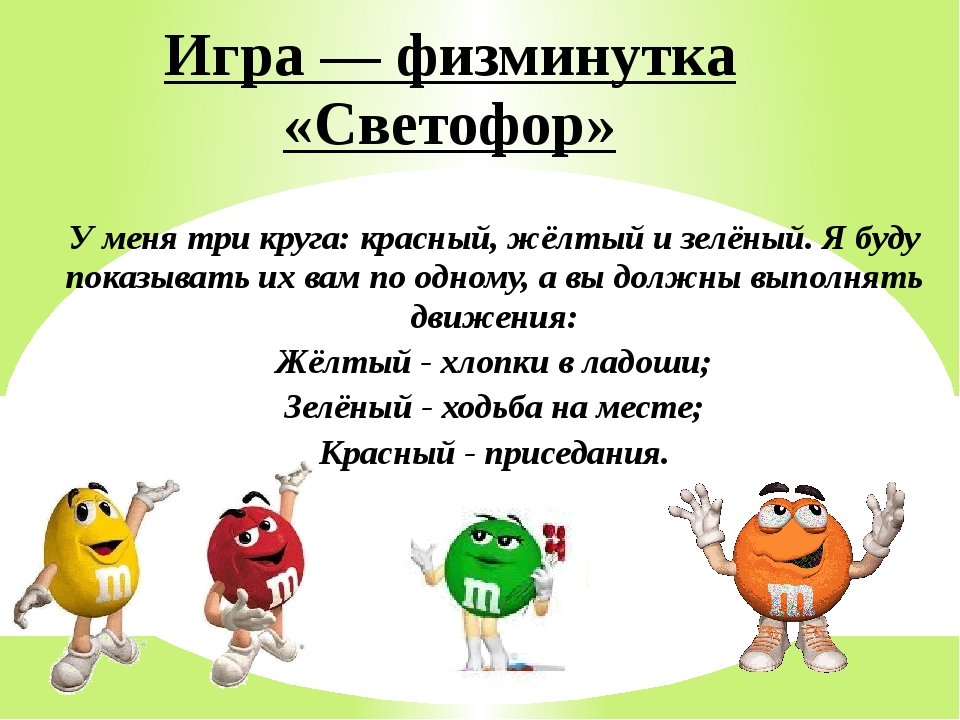 Игра — физминутка
«Светофор»
У меня три круга: красный, жёлтый и зелёный. Я буду
показывать их вам по одному, а вы должны выполнять
движения:
Жёлтый - хлопки в ладоши;
Зелёный - ходьба на месте;
Красный - приседания.
m
m
m
m